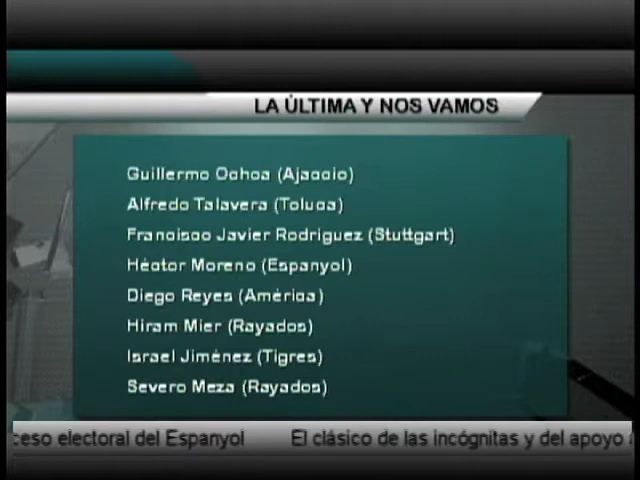 LA ÚLTIMA Y NOS VAMOS
Guillermo Ochoa (Ajaccio)
Alfredo Talavera (Toluca)
Francisco Javier Rodríguez (Stuttgart)
Héctor Moreno (Espanyol)
Diego Reyes (América)
Hiram Mier (Rayados)
Israel Jiménez (Tigres)
Severo Meza (Rayados)
ceso electoral del Espanyol El clásico de las incógnitas y del apoyo